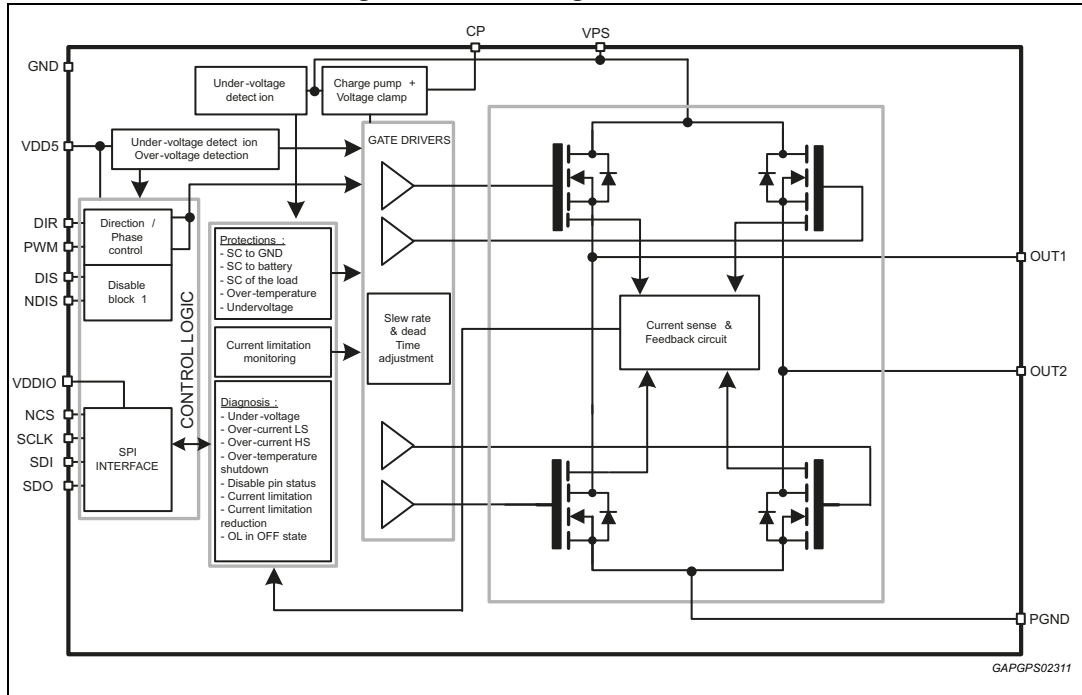 CP
VPS
GND
VDD5
DIR
PWM
DIS
NDIS
VDDIO
NCS
SCLK
SDI
SDO
Under-voltage
detect ion
Charge pump +
Voltage clamp
Under-voltage detect ion
Over-voltage detection
Direction /
Phase
control
Disable
block 1
CONTROL LOGIC
SPI
INTERFACE
Protections :
- SC to GND
- SC to battery
- SC of the load
- Over-temperature
- Undervoltage
Current limitation
monitoring
Diagnosis :
- Under-voltage
- Over-current LS
- Over-current HS
- Over-temperature
shutdown
- Disable pin status
- Current limitation
- Current limitation
reduction
- OL in OFF state
GATE DRIVERS
Slew rate
& dead
Time
adjustment
Current sense &
Feedback circuit
OUT1
OUT2
PGND
GAPGPS02311